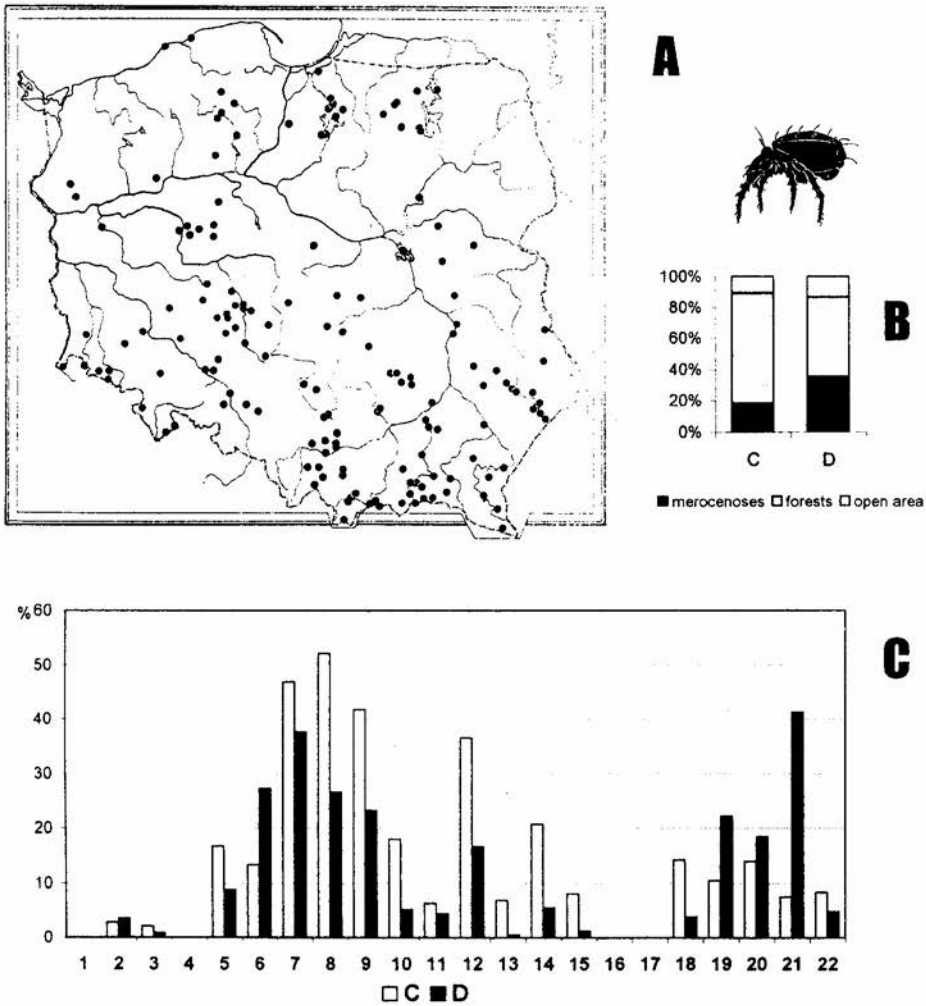 A
100%
80%
60%
40%
20%
0%
B
C D
■ merocenoses □ forests □ open area
% 60
50
40
30
20
10
0
C
1 2 3 4 5 6 7 8 9 10 11 12 13 14 15 16 17 18 19 20 21 22
□ C ■ D